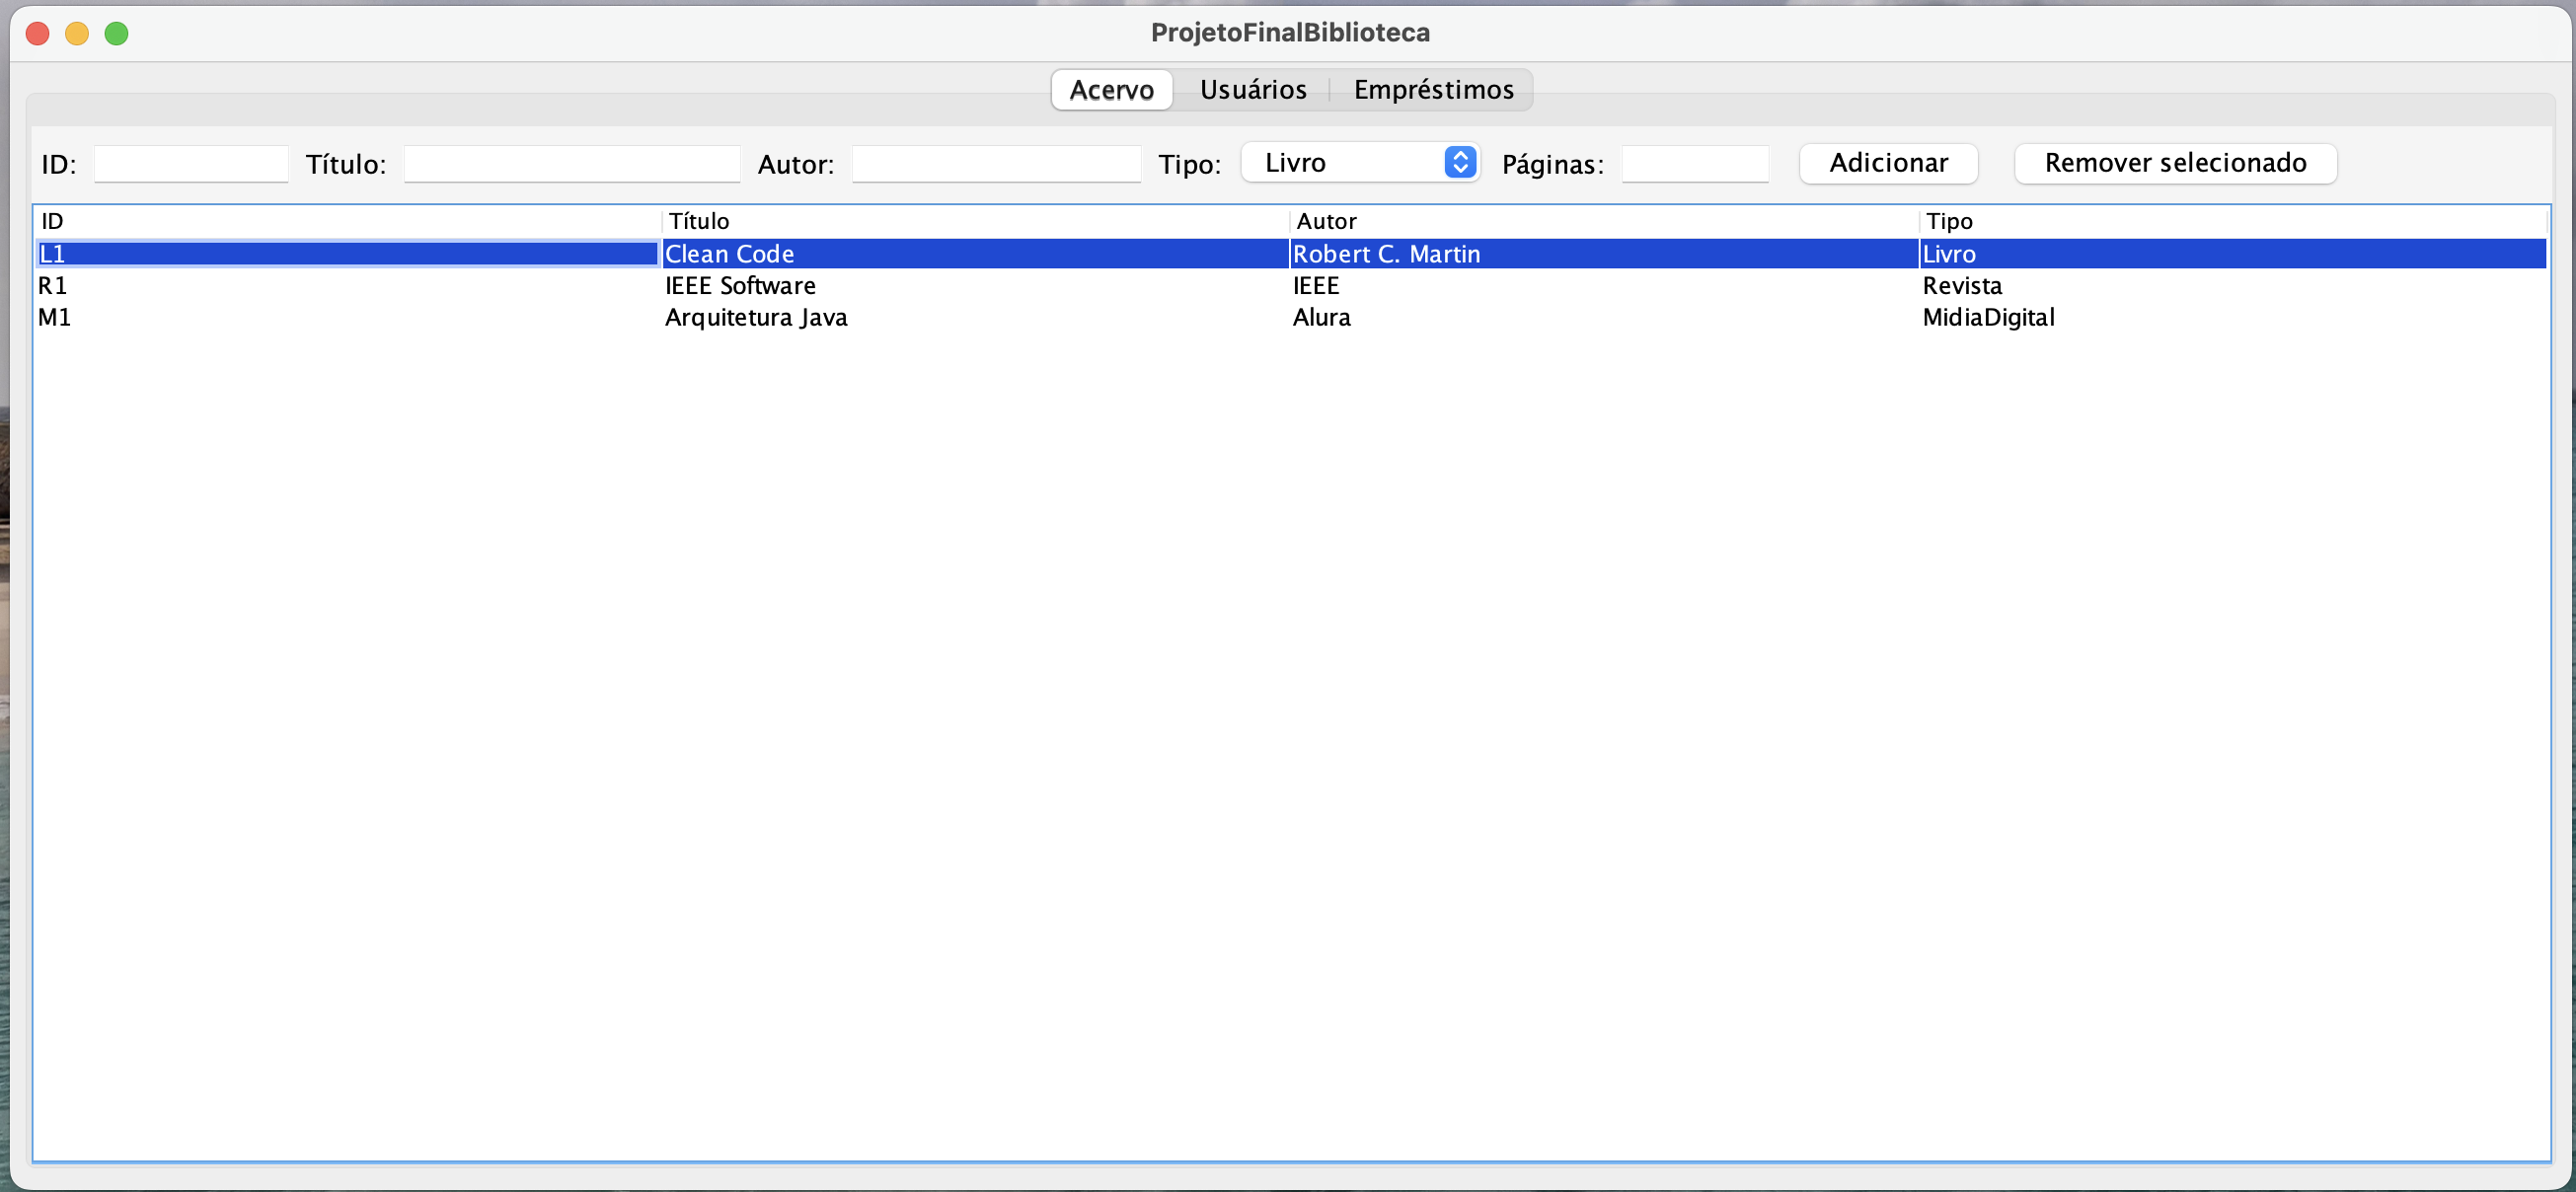 ProjetoFinalBiblioteca
Acervo Usuários Empréstimos
ID: Título: Autor: Tipo: Livro Páginas: Adicionar Remover selecionado
ID Título Autor Tipo
L1 Clean Code Robert C. Martin Livro
R1 IEEE Software IEEE Revista
M1 Arquitetura Java Alura MidiaDigital